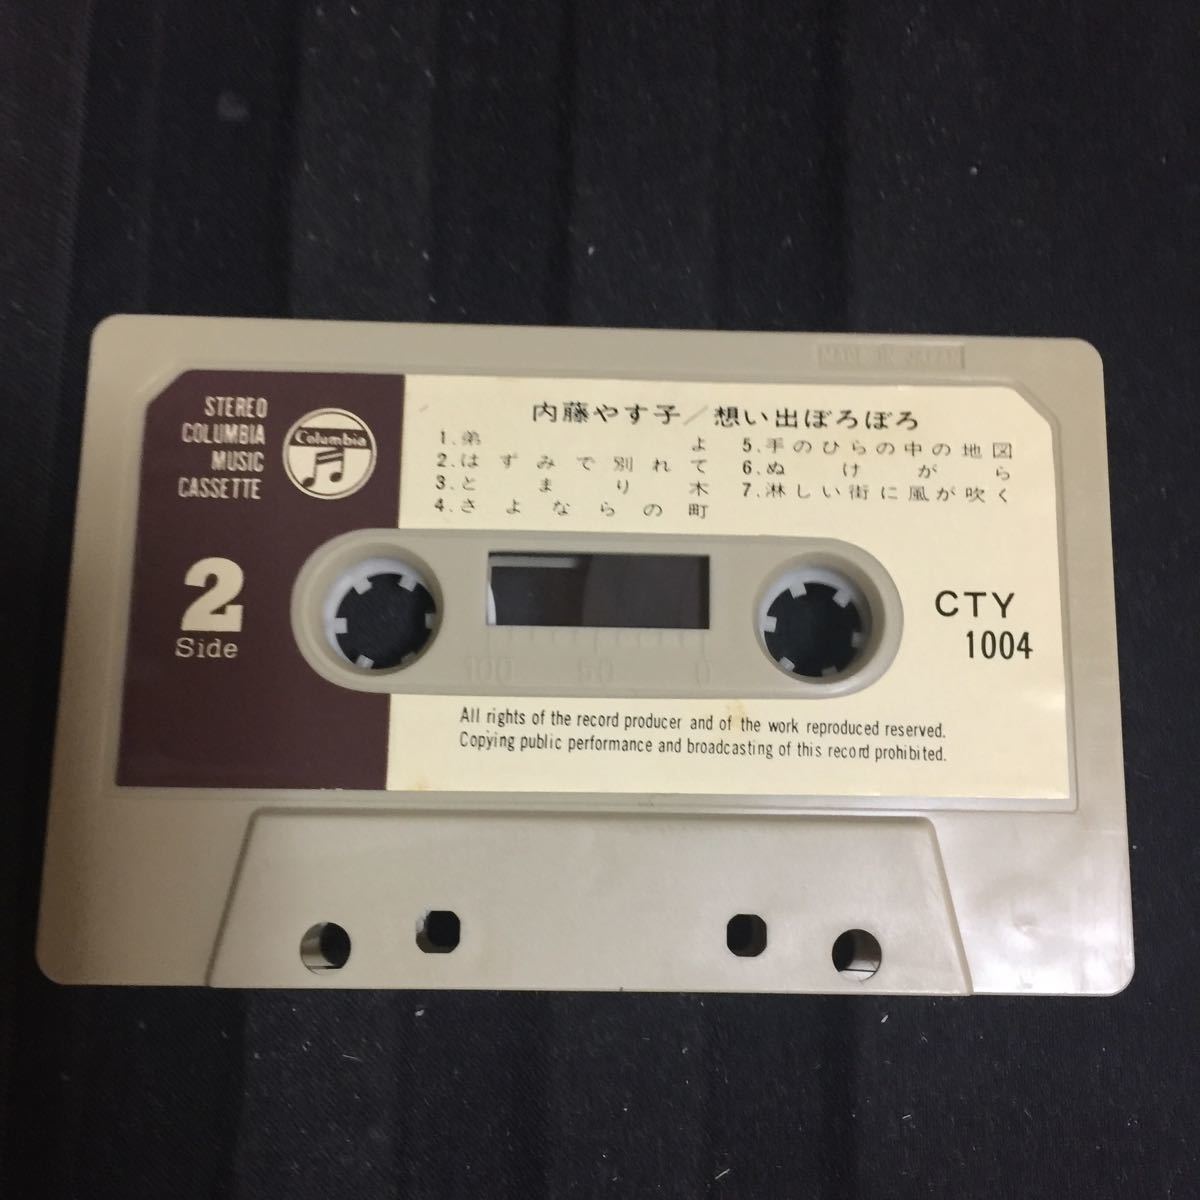 MADE IN JAPAN
STEREO
COLUMBIA
MUSIC
CASSETTE
Columbia
内藤やす子／想い出ぼろぼろ
1.弟よ
2.はずみで別れて
3.とまり木
4.さよならの町
5.手のひらの中の地図
6.ぬけがら
7.淋しい街に風が吹く
2
Side
CTY
1004
100 50 0
All rights of the record producer and of the work reproduced reserved.
Copying public performance and broadcasting of this record prohibited.